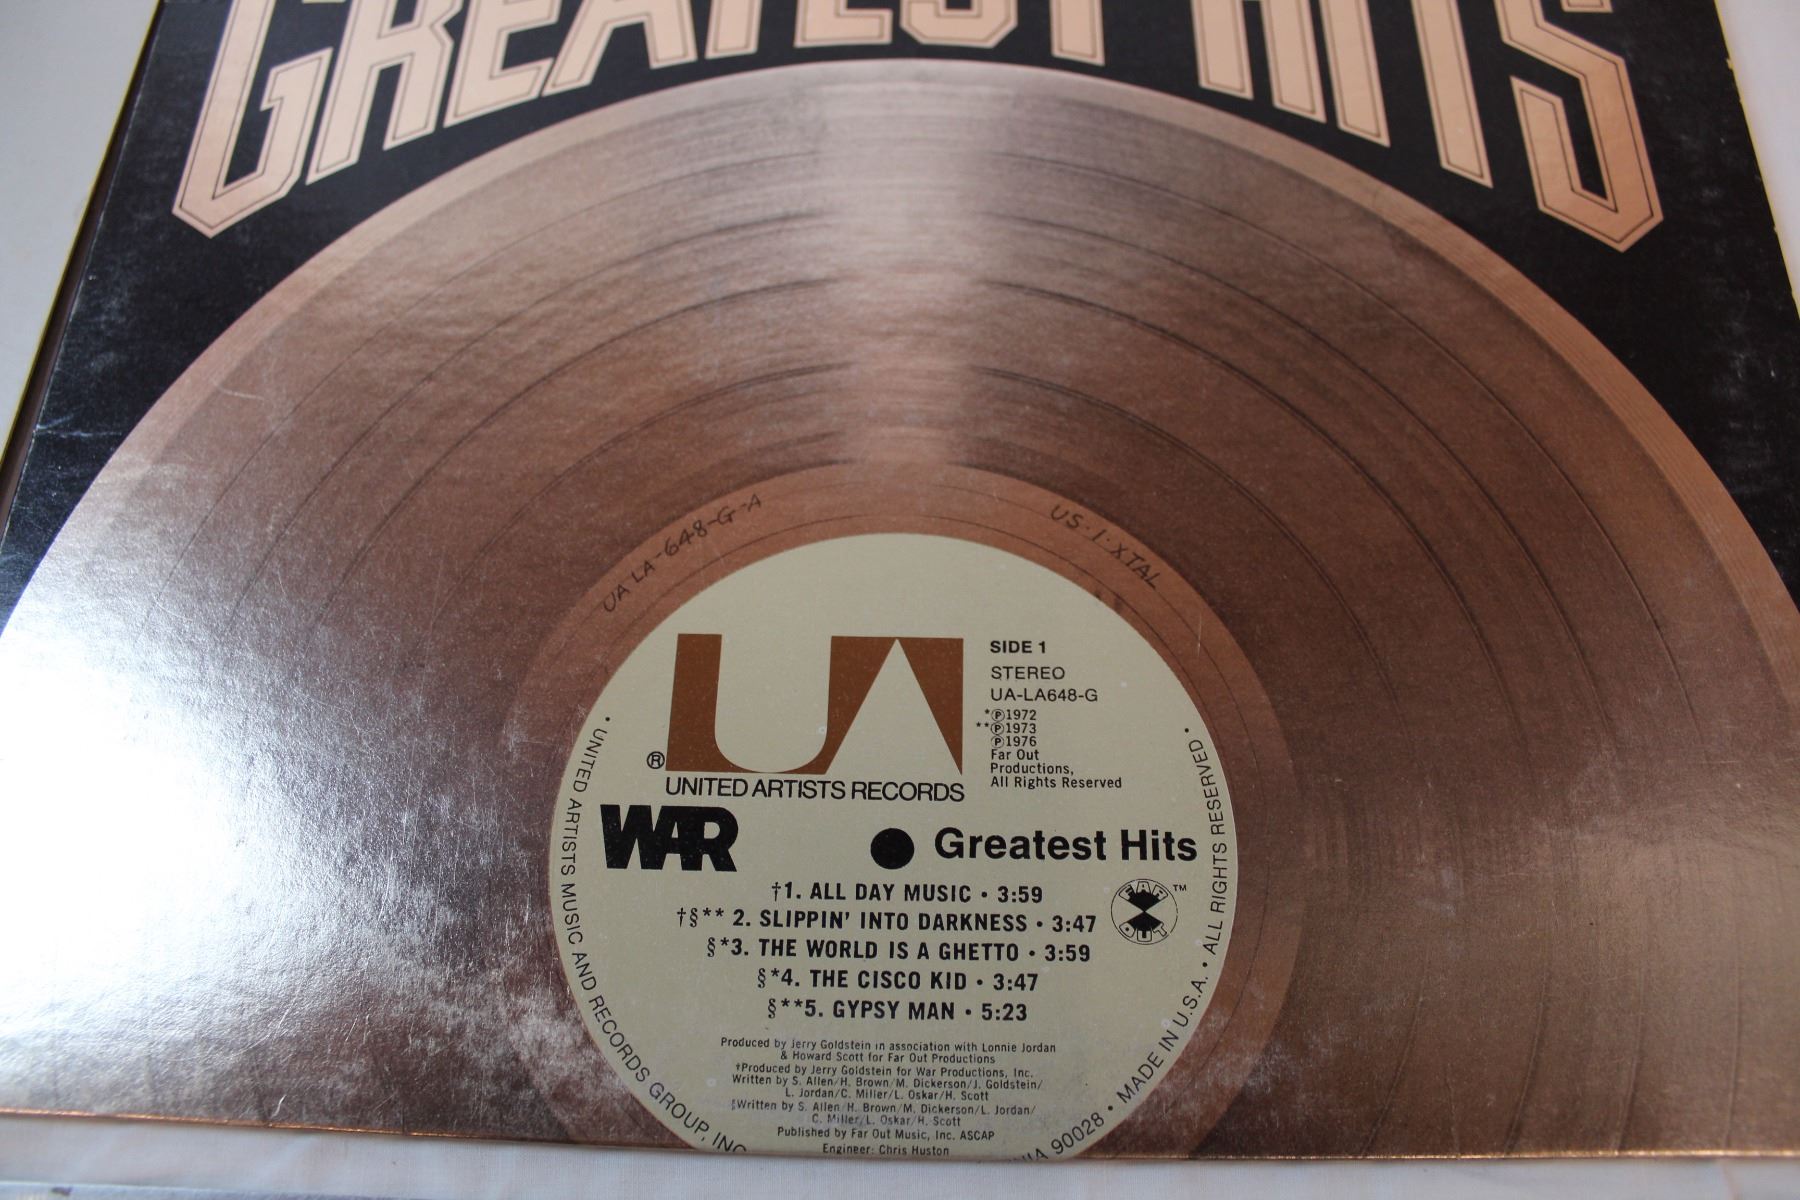 GREATEST HITS
UA LA-648-G-A
US·1·XTAL
SIDE 1
STEREO
UA-LA648-G
*℗1972
**℗1973
℗1976
Far Out
Productions,
All Rights Reserved
UA
®
UNITED ARTISTS RECORDS
WAR
● Greatest Hits
†1. ALL DAY MUSIC • 3:59
†§** 2. SLIPPIN' INTO DARKNESS • 3:47
§*3. THE WORLD IS A GHETTO • 3:59
§*4. THE CISCO KID • 3:47
§**5. GYPSY MAN • 5:23
FAR OUT ™
Produced by Jerry Goldstein in association with Lonnie Jordan
& Howard Scott for Far Out Productions
†Produced by Jerry Goldstein for War Productions, Inc.
Written by S. Allen/H. Brown/M. Dickerson/J. Goldstein/
L. Jordan/C. Miller/L. Oskar/H. Scott
§Written by S. Allen/H. Brown/M. Dickerson/L. Jordan/
C. Miller/L. Oskar/H. Scott
Published by Far Out Music, Inc. ASCAP
Engineer: Chris Huston
• UNITED ARTISTS MUSIC AND RECORDS GROUP, INC
90028 • MADE IN U.S.A. • ALL RIGHTS RESERVED •